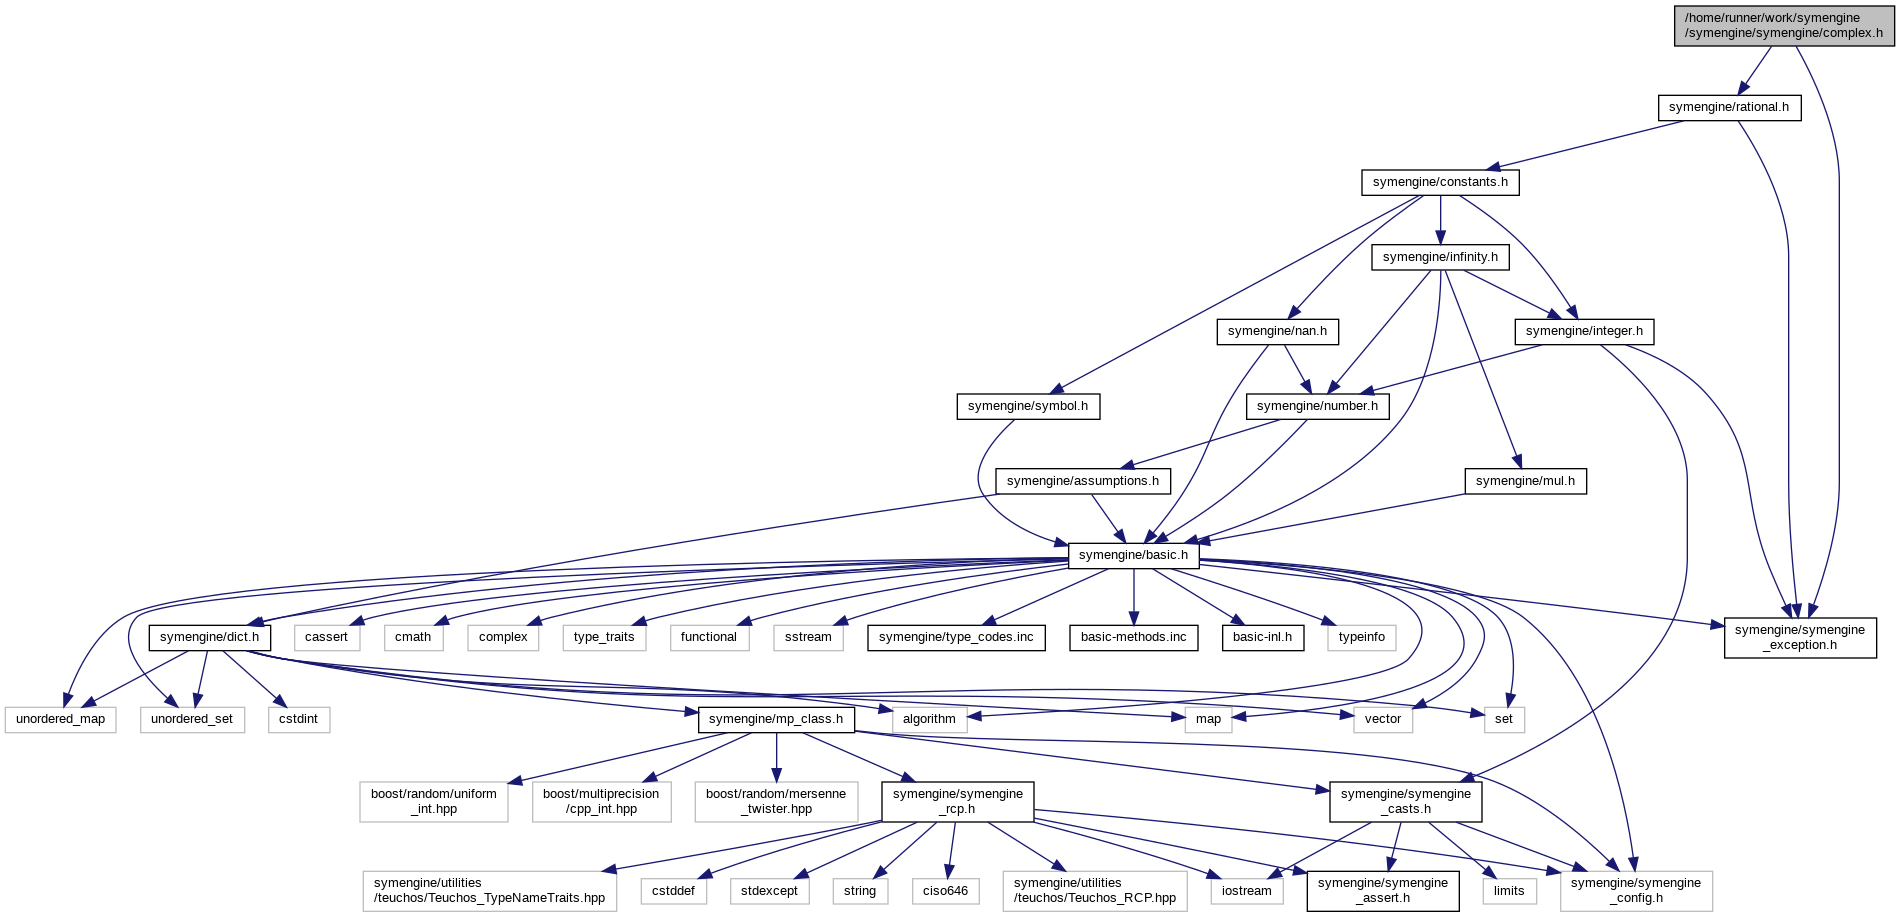 /home/runner/work/symengine
/symengine/symengine/complex.h
symengine/rational.h
symengine/constants.h
symengine/infinity.h
symengine/nan.h
symengine/integer.h
symengine/symbol.h
symengine/number.h
symengine/assumptions.h
symengine/mul.h
symengine/basic.h
symengine/dict.h
cassert
cmath
complex
type_traits
functional
sstream
symengine/type_codes.inc
basic-methods.inc
basic-inl.h
typeinfo
symengine/symengine
_exception.h
unordered_map
unordered_set
cstdint
symengine/mp_class.h
algorithm
map
vector
set
boost/random/uniform
_int.hpp
boost/multiprecision
/cpp_int.hpp
boost/random/mersenne
_twister.hpp
symengine/symengine
_rcp.h
symengine/symengine
_casts.h
symengine/utilities
/teuchos/Teuchos_TypeNameTraits.hpp
cstddef
stdexcept
string
ciso646
symengine/utilities
/teuchos/Teuchos_RCP.hpp
iostream
symengine/symengine
_assert.h
limits
symengine/symengine
_config.h